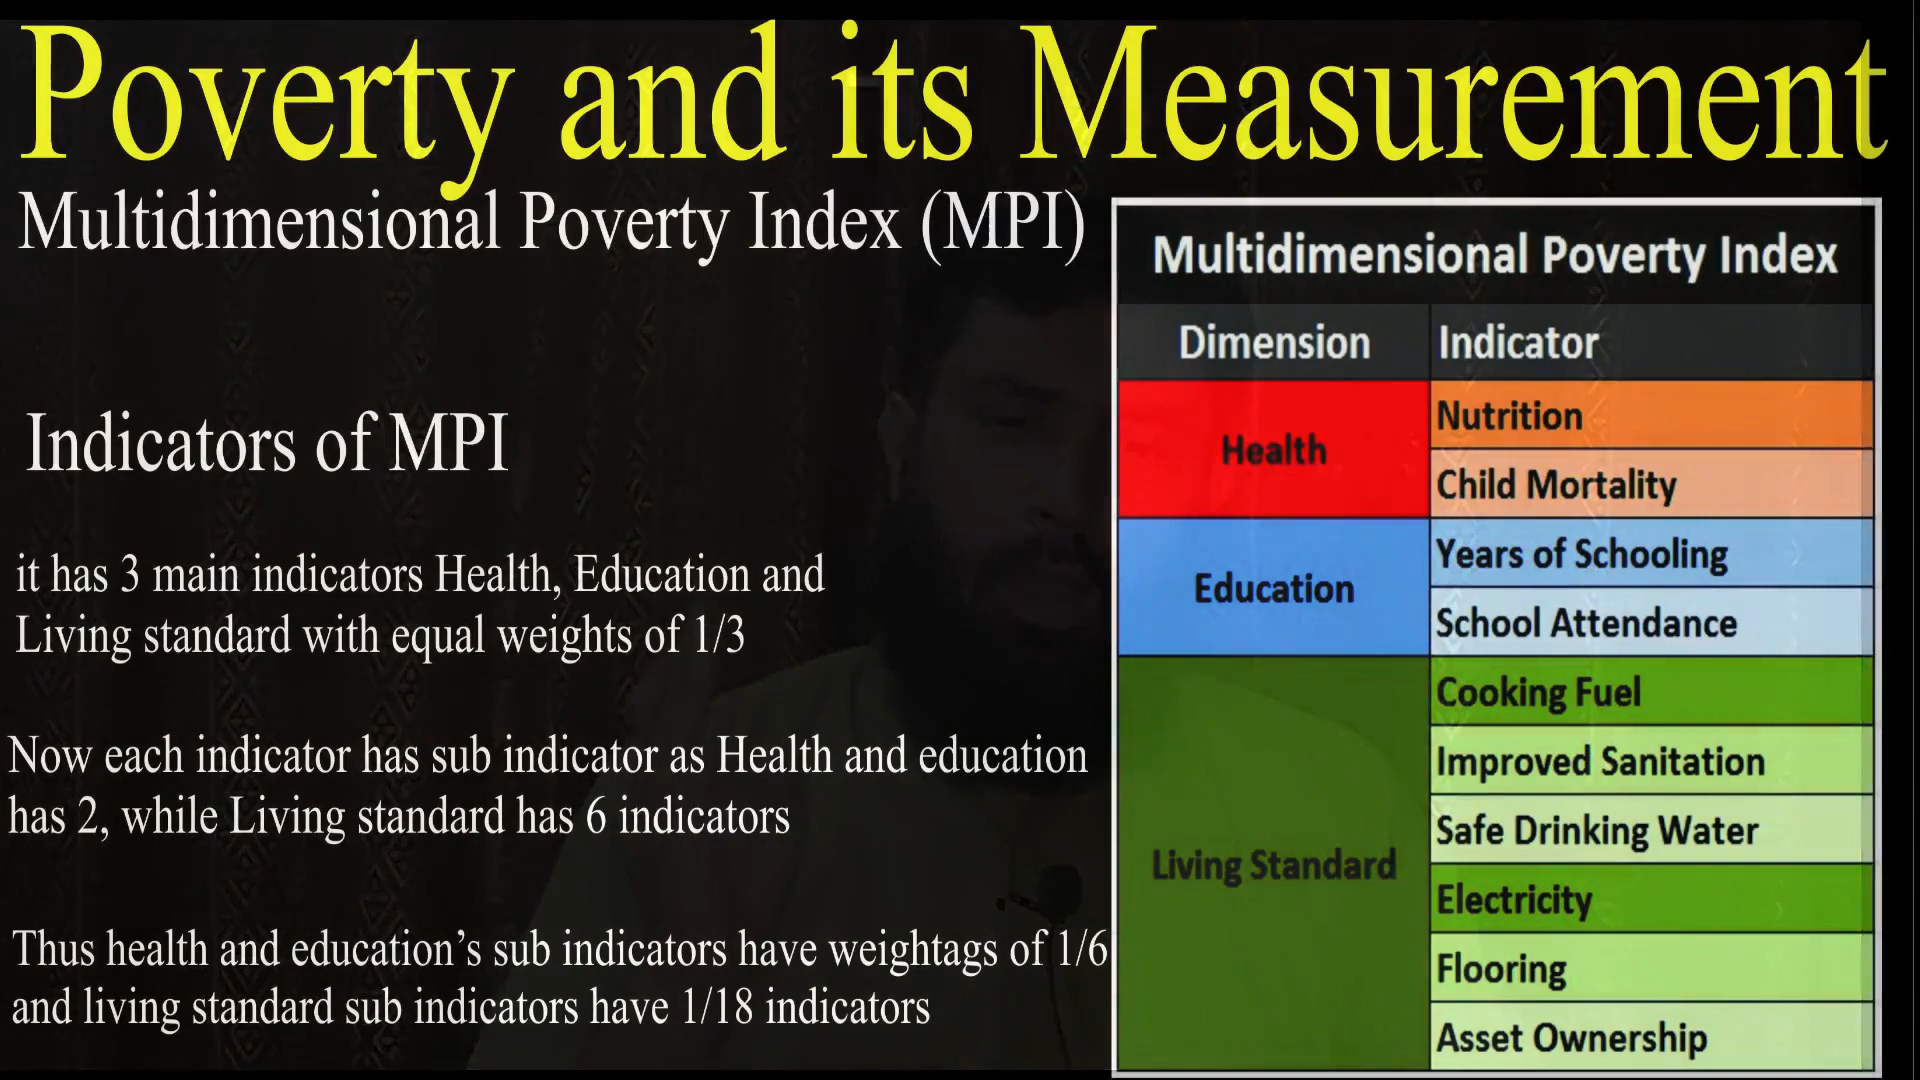 Poverty and its Measurement
Multidimensional Poverty Index (MPI)
Indicators of MPI
it has 3 main indicators Health, Education and
Living standard with equal weights of 1/3
Now each indicator has sub indicator as Health and education
has 2, while Living standard has 6 indicators
Thus health and education’s sub indicators have weightags of 1/6
and living standard sub indicators have 1/18 indicators
Multidimensional Poverty Index
Dimension Indicator
Health
Nutrition
Child Mortality
Education
Years of Schooling
School Attendance
Living Standard
Cooking Fuel
Improved Sanitation
Safe Drinking Water
Electricity
Flooring
Asset Ownership